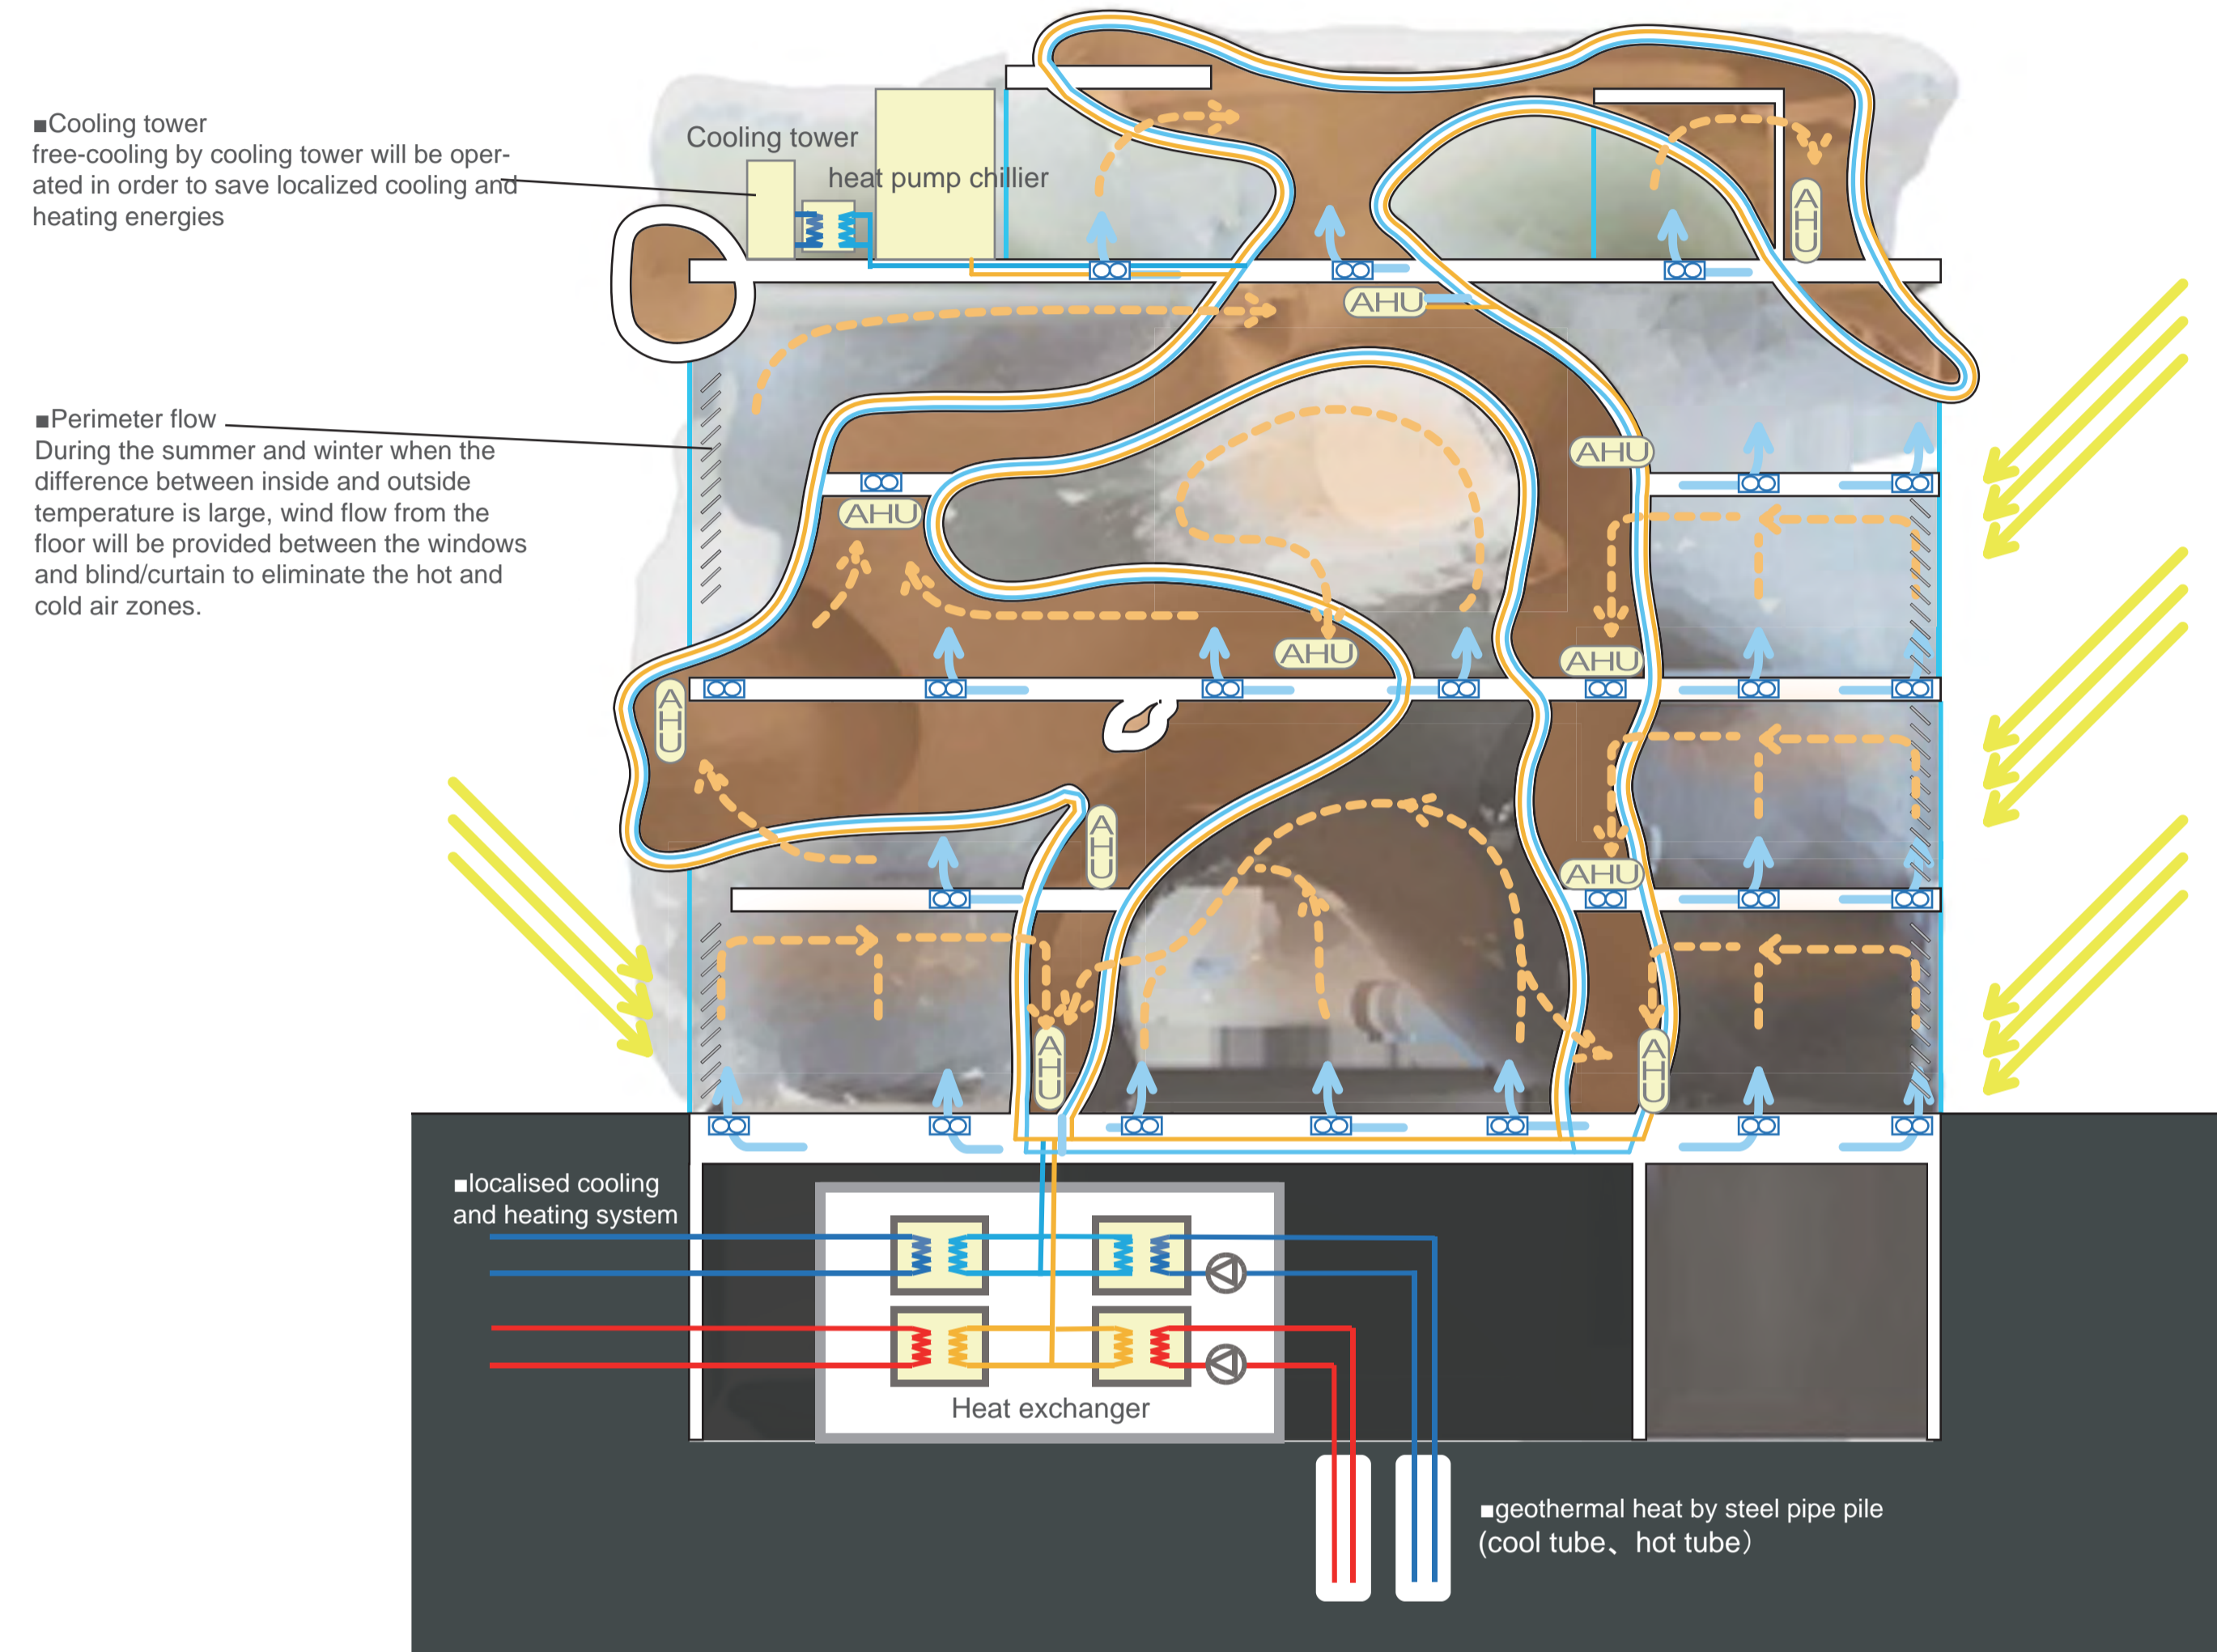 ■Cooling tower
free-cooling by cooling tower will be oper-
ated in order to save localized cooling and
heating energies
Cooling tower
heat pump chillier
AHU
AHU
■Perimeter flow
During the summer and winter when the
difference between inside and outside
temperature is large, wind flow from the
floor will be provided between the windows
and blind/curtain to eliminate the hot and
cold air zones.
AHU
AHU
AHU
AHU
AHU
AHU
AHU
AHU
AHU
■localised cooling
and heating system
Heat exchanger
■geothermal heat by steel pipe pile
(cool tube、hot tube）